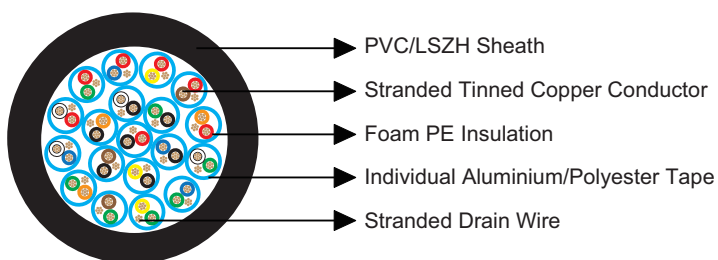 PVC/LSZH Sheath
Stranded Tinned Copper Conductor
Foam PE Insulation
Individual Aluminium/Polyester Tape
Stranded Drain Wire